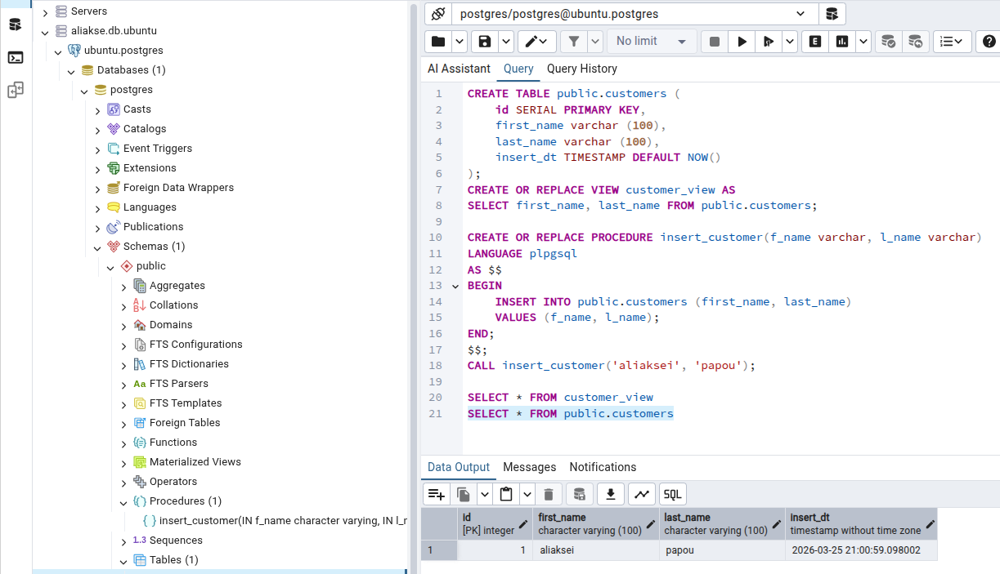 Servers
aliakse.db.ubuntu
ubuntu.postgres
Databases (1)
postgres
Casts
Catalogs
Event Triggers
Extensions
Foreign Data Wrappers
Languages
Publications
Schemas (1)
public
Aggregates
Collations
Domains
FTS Configurations
FTS Dictionaries
Aa FTS Parsers
FTS Templates
Foreign Tables
Functions
Materialized Views
Operators
Procedures (1)
insert_customer(IN f_name character varying, IN l_r
1.3 Sequences
Tables (1)
postgres/postgres@ubuntu.postgres
No limit
E
AI Assistant Query Query History
1 CREATE TABLE public.customers (
2 id SERIAL PRIMARY KEY,
3 first_name varchar (100),
4 last_name varchar (100),
5 insert_dt TIMESTAMP DEFAULT NOW()
6 );
7 CREATE OR REPLACE VIEW customer_view AS
8 SELECT first_name, last_name FROM public.customers;
9
10 CREATE OR REPLACE PROCEDURE insert_customer(f_name varchar, l_name varchar)
11 LANGUAGE plpgsql
12 AS $$
13 BEGIN
14 INSERT INTO public.customers (first_name, last_name)
15 VALUES (f_name, l_name);
16 END;
17 $$;
18 CALL insert_customer('aliaksei', 'papou');
19
20 SELECT * FROM customer_view
21 SELECT * FROM public.customers
Data Output Messages Notifications
SQL
id first_name last_name insert_dt
[PK] integer character varying (100) character varying (100) timestamp without time zone
1 1 aliaksei papou 2026-03-25 21:00:59.098002